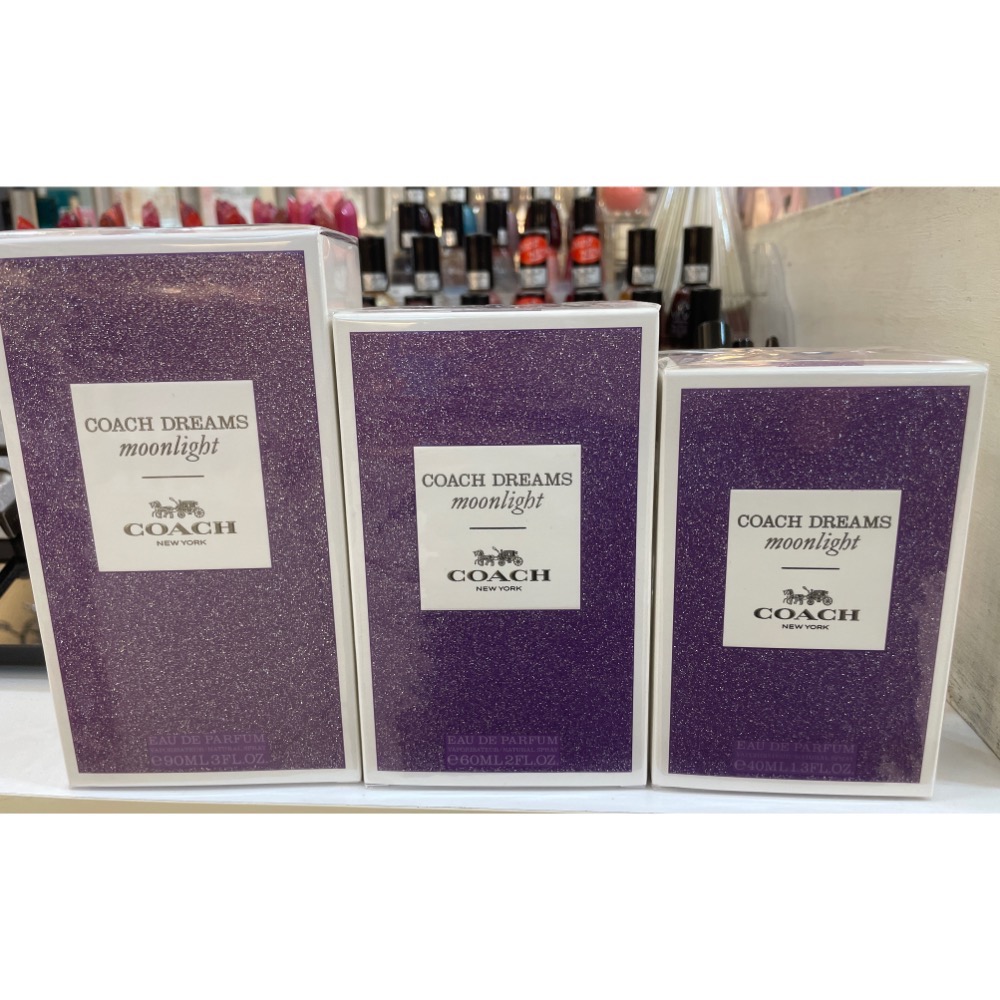 COACH DREAMS
moonlight
COACH
NEW YORK
EAU DE PARFUM
℮90ML 3FL.OZ.
COACH DREAMS
moonlight
COACH
NEW YORK
EAU DE PARFUM
℮60ML 2FL.OZ.
COACH DREAMS
moonlight
COACH
NEW YORK
EAU DE PARFUM
℮40ML 1.3FL.OZ.